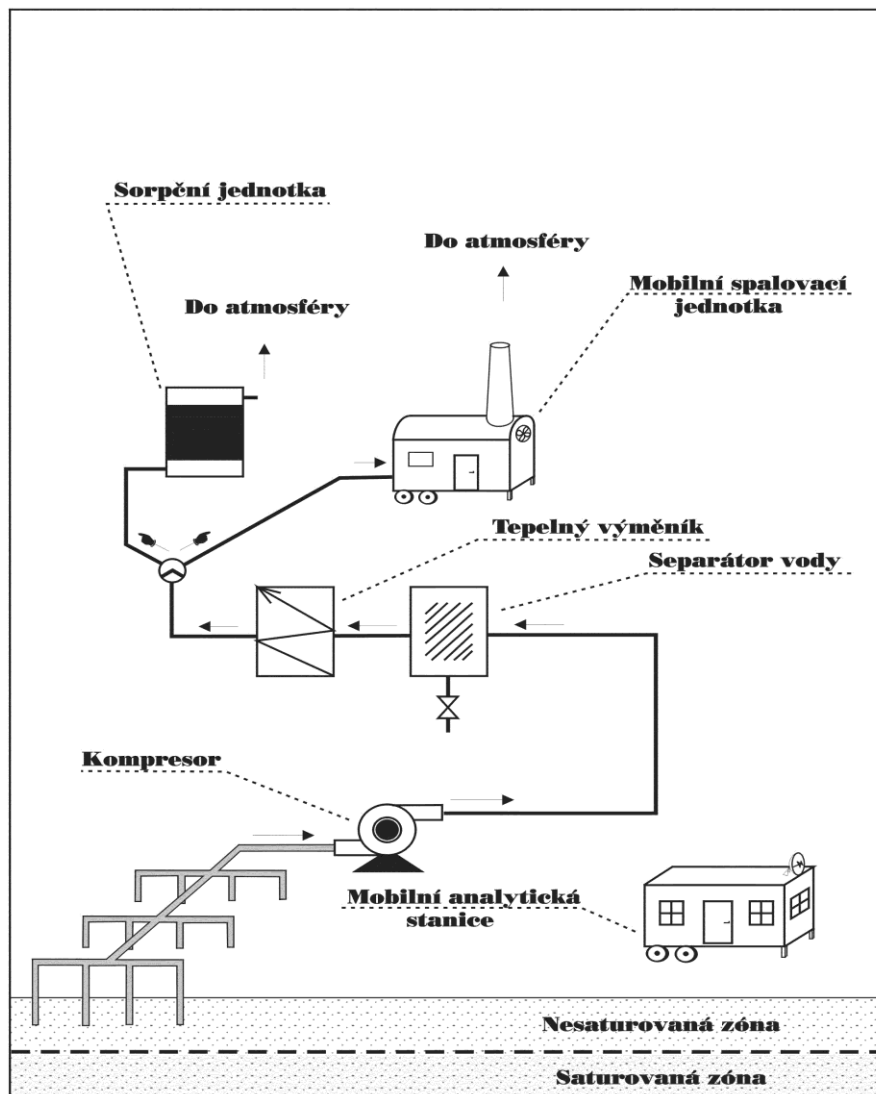 Sorpční jednotka
Do atmosféry
Mobilní spalovací
jednotka
Do atmosféry
Tepelný výměník
Separátor vody
Kompresor
Mobilní analytická
stanice
Nesaturovaná zóna
Saturovaná zóna